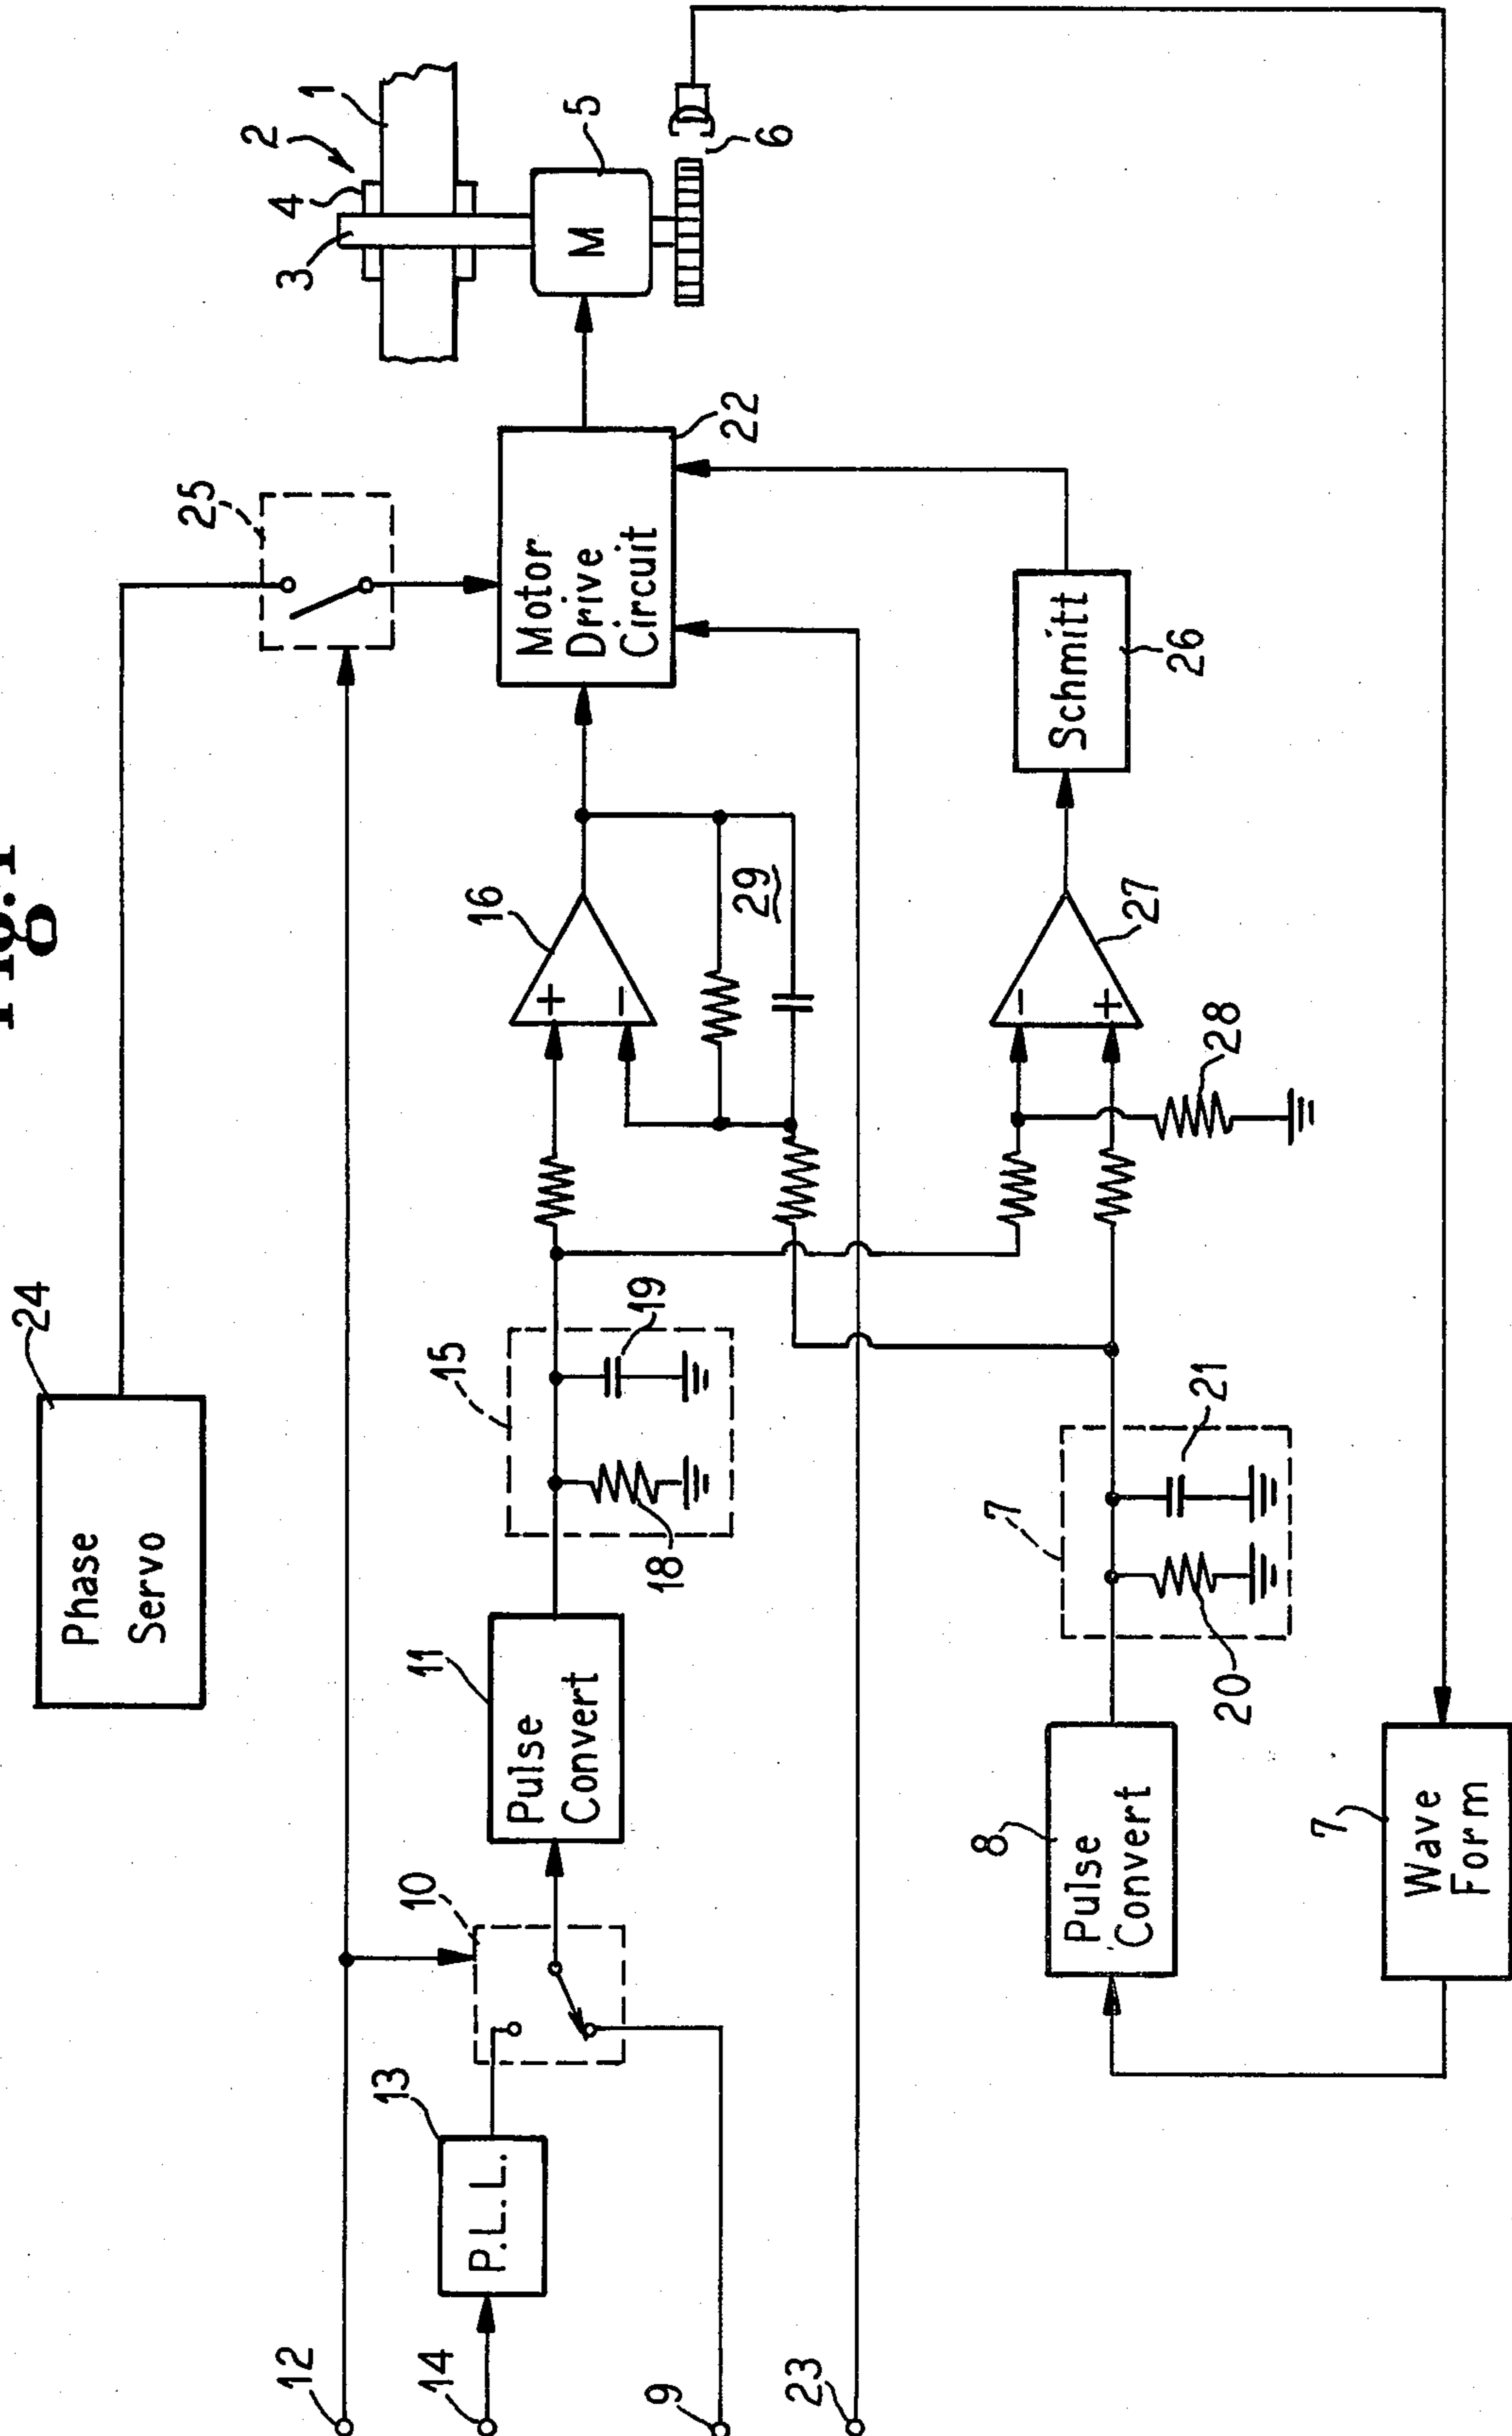 Fig. 1
24
Phase
Servo
25
2
1
4
3
5
M
6
12
10
11
Pulse
Convert
15
19
18
16
+
−
29
Motor
Drive
Circuit
22
13
P.L.L.
14
9
23
8
Pulse
Convert
7
21
20
−
+
27
28
Schmitt
26
7
Wave
Form